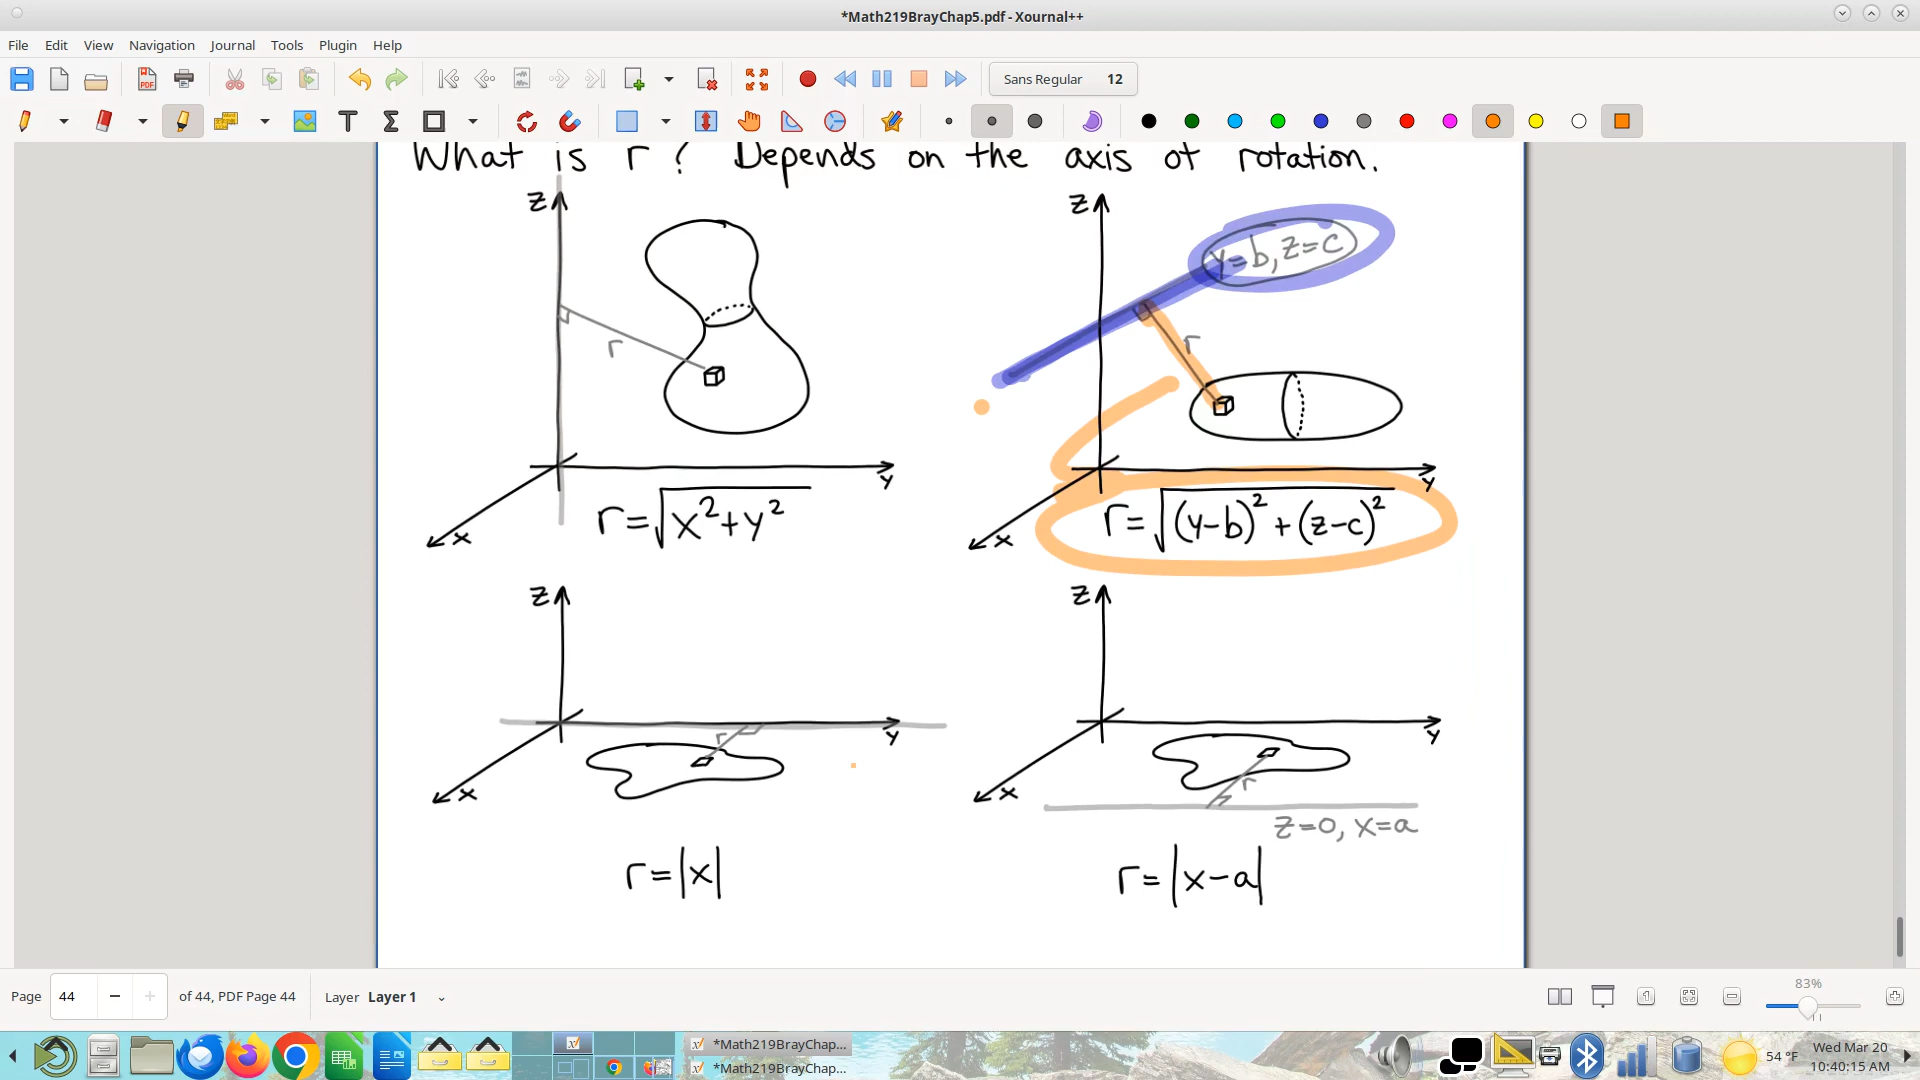 *Math219BrayChap5.pdf - Xournal++
File Edit View Navigation Journal Tools Plugin Help
Sans Regular 12
What is r? Depends on the axis of rotation.
z
r
y
x
r=√x²+y²
z
y=b, z=c
r
y
x
r=√(y-b)²+(z-c)²
z
r
y
x
r=|x|
z
y
r
x
z=0, x=a
r=|x-a|
Page 44 of 44, PDF Page 44 Layer Layer 1
83%
*Math219BrayChap...
*Math219BrayChap...
54 °F
Wed Mar 20
10:40:15 AM